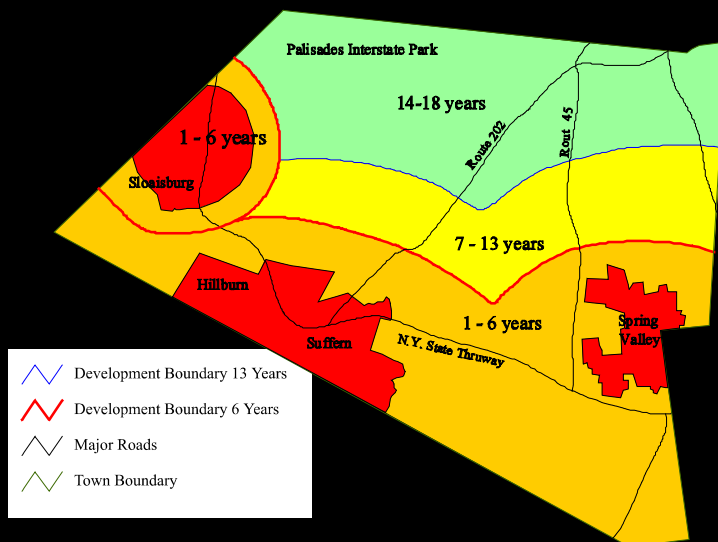 Palisades Interstate Park
14-18 years
Route 202
Rout 45
1 - 6 years
Sloaisburg
7 - 13 years
Hillburn
1 - 6 years
Spring
Valley
Suffern
N.Y. State Thruway
Development Boundary 13 Years
Development Boundary 6 Years
Major Roads
Town Boundary